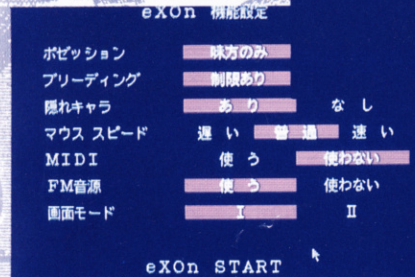 eXOn 機能設定
ポゼッション 味方のみ
ブリーディング 制限あり
隠れキャラ あ り な し
マウス スピード 遅 い 普 通 速 い
MIDI 使 う 使わない
FM音源 使 う 使わない
画面モード I II
eXOn START